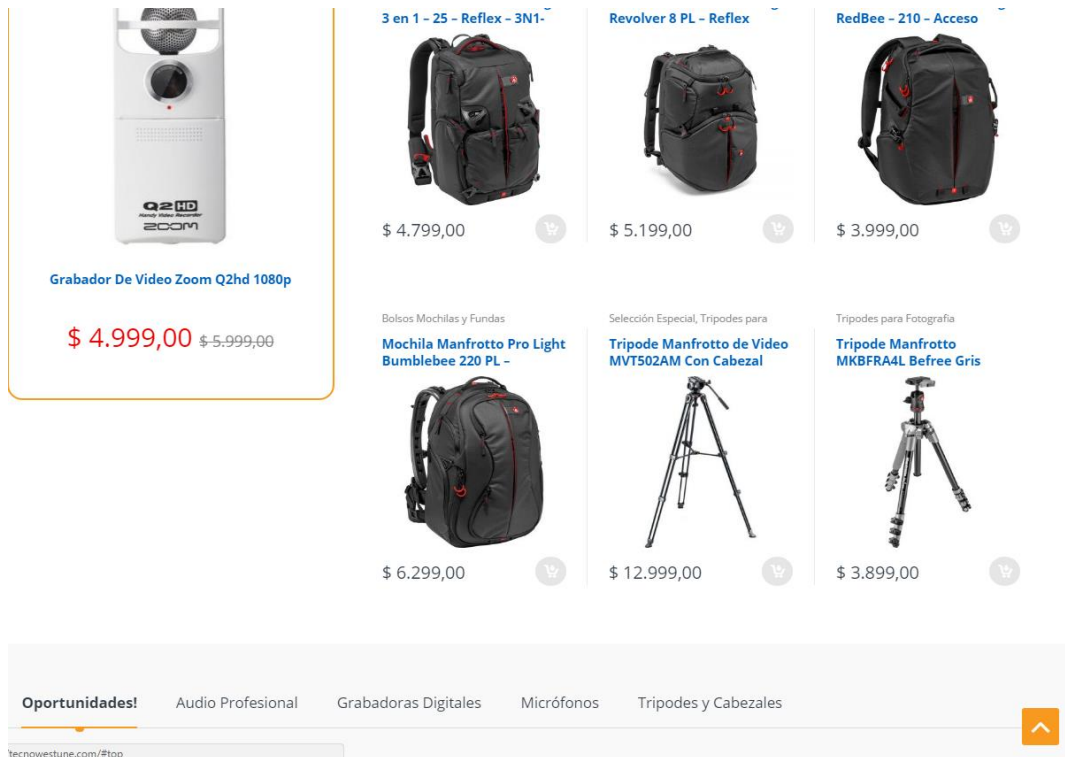 3 en 1 – 25 – Reflex – 3N1-
Revolver 8 PL – Reflex
RedBee – 210 – Acceso
Q2 HD
Handy Video Recorder
ZOOM
$ 4.799,00
$ 5.199,00
$ 3.999,00
Grabador De Video Zoom Q2hd 1080p
$ 4.999,00 $ 5.999,00
Bolsos Mochilas y Fundas
Mochila Manfrotto Pro Light
Bumblebee 220 PL –
$ 6.299,00
Selección Especial, Tripodes para
Tripode Manfrotto de Video
MVT502AM Con Cabezal
$ 12.999,00
Tripodes para Fotografia
Tripode Manfrotto
MKBFRA4L Befree Gris
$ 3.899,00
Oportunidades! Audio Profesional Grabadoras Digitales Micrófonos Tripodes y Cabezales
/tecnowestune.com/#top